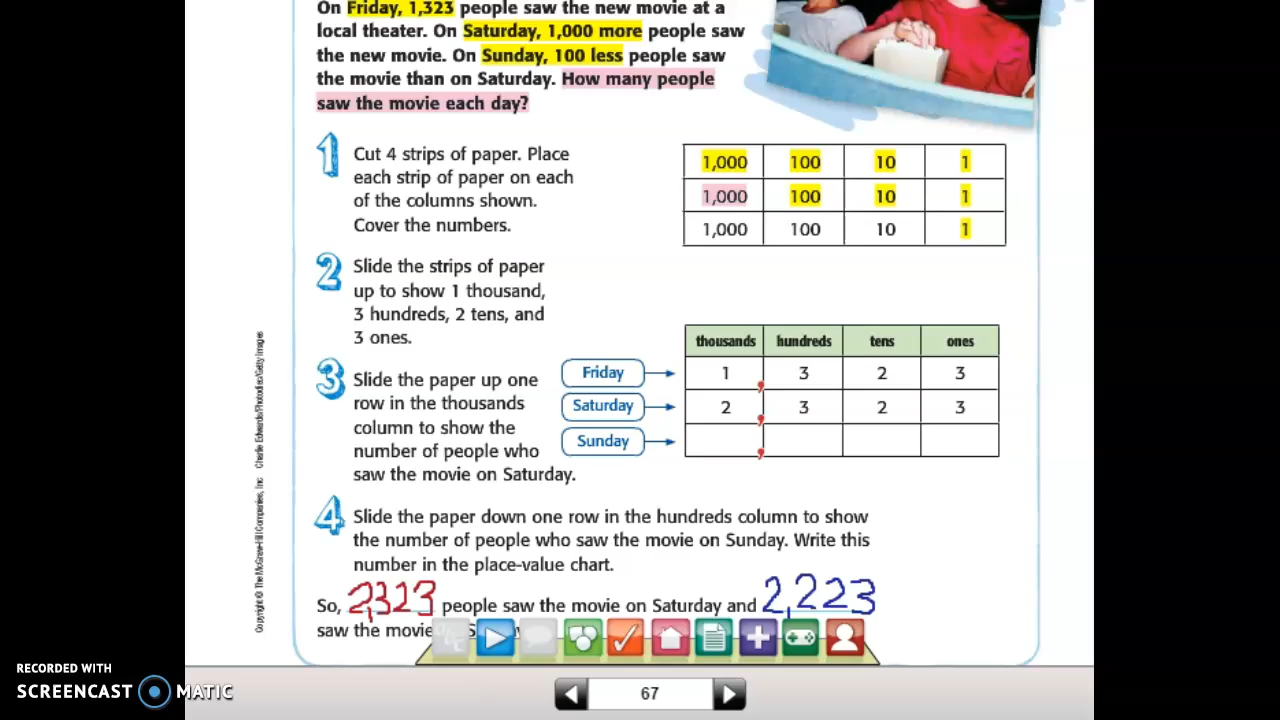 On Friday, 1,323 people saw the new movie at a
local theater. On Saturday, 1,000 more people saw
the new movie. On Sunday, 100 less people saw
the movie than on Saturday. How many people
saw the movie each day?
1
Cut 4 strips of paper. Place
each strip of paper on each
of the columns shown.
Cover the numbers.
1,000 100 10 1
1,000 100 10 1
1,000 100 10 1
2
Slide the strips of paper
up to show 1 thousand,
3 hundreds, 2 tens, and
3 ones.
3
Slide the paper up one
row in the thousands
column to show the
number of people who
saw the movie on Saturday.
thousands hundreds tens ones
Friday 1, 3 2 3
Saturday 2, 3 2 3
Sunday ,
4
Slide the paper down one row in the hundreds column to show
the number of people who saw the movie on Sunday. Write this
number in the place-value chart.
So, 2,323 people saw the movie on Saturday and 2,223
saw the movie
Copyright © The McGraw-Hill Companies, Inc. Charlie Edwards/Photodisc/Getty Images
RECORDED WITH
SCREENCAST MATIC
67